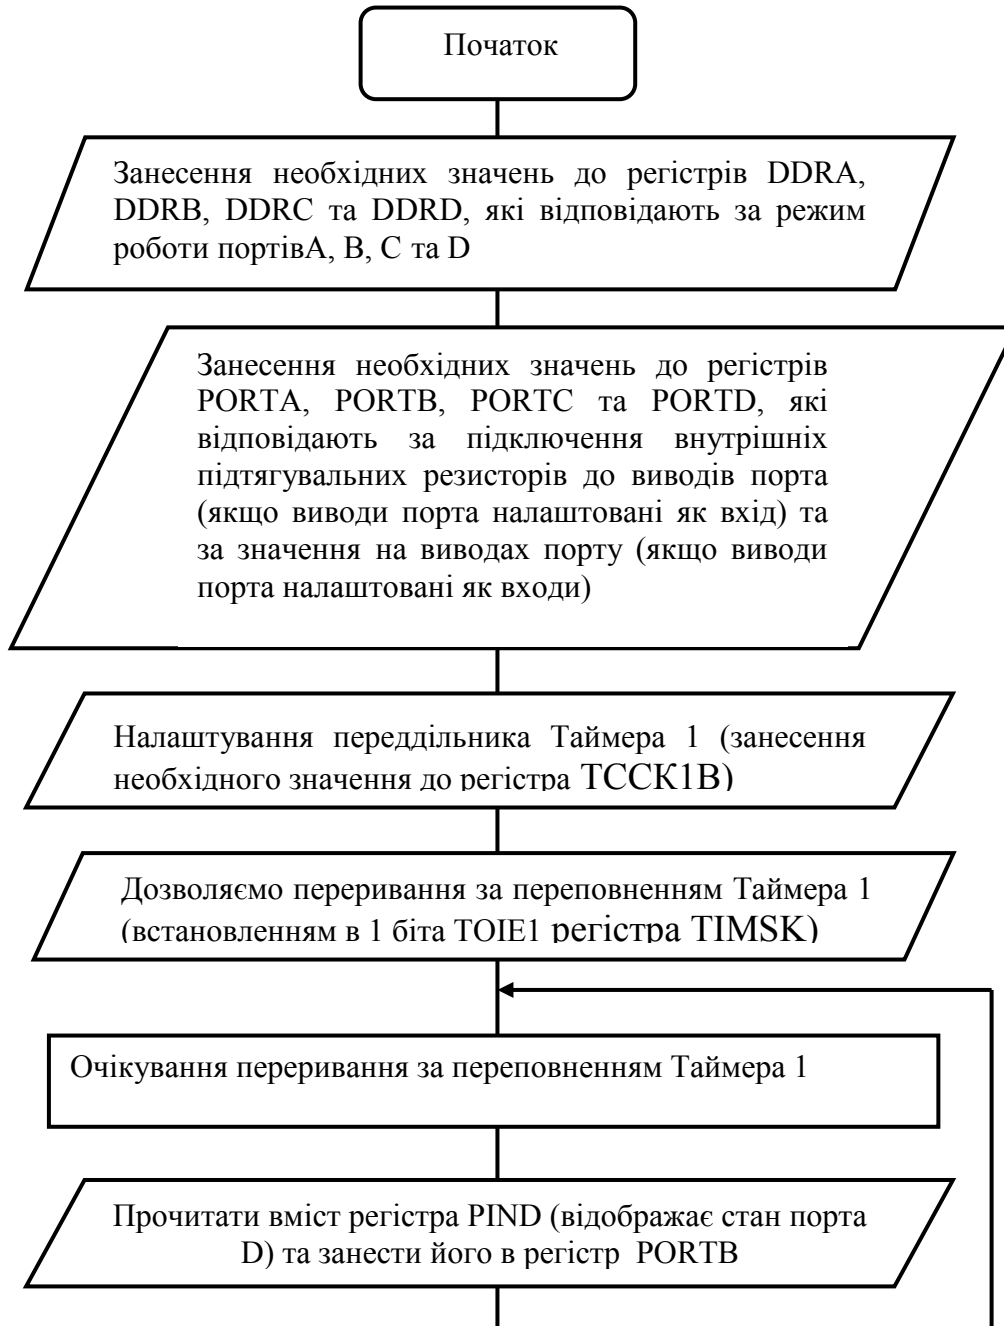 Початок
Занесення необхідних значень до регістрів DDRA,
DDRB, DDRC та DDRD, які відповідають за режим
роботи портівA, B, C та D
Занесення необхідних значень до регістрів
PORTA, PORTB, PORTC та PORTD, які
відповідають за підключення внутрішніх
підтягувальних резисторів до виводів порта
(якщо виводи порта налаштовані як вхід) та
за значення на виводах порту (якщо виводи
порта налаштовані як входи)
Налаштування переддільника Таймера 1 (занесення
необхідного значення до регістра ТССК1В)
Дозволяємо переривання за переповненням Таймера 1
(встановленням в 1 біта TOIE1 регістра TIMSK)
Очікування переривання за переповненням Таймера 1
Прочитати вміст регістра PIND (відображає стан порта
D) та занести його в регістр PORTB